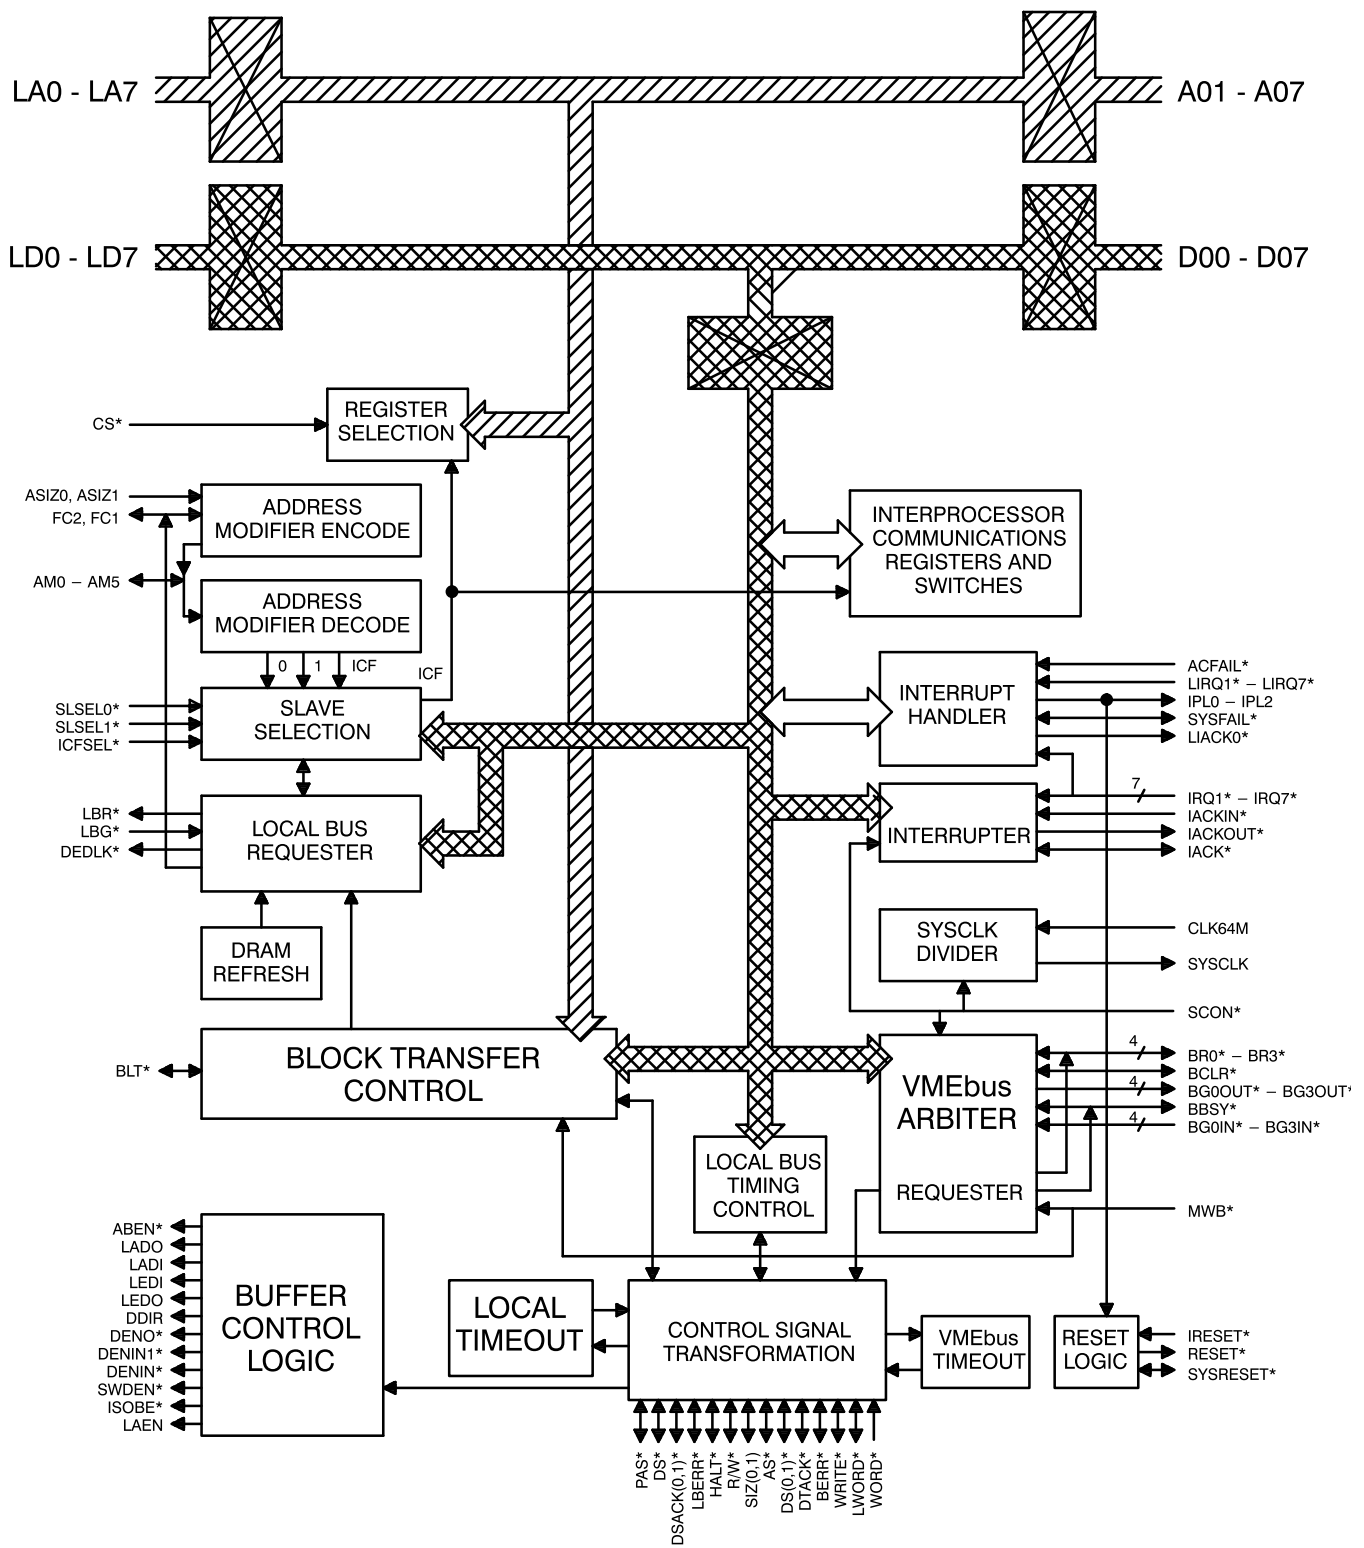 LA0 - LA7
A01 - A07
LD0 - LD7
D00 - D07
CS*
REGISTER
SELECTION
ASIZ0, ASIZ1
FC2, FC1
ADDRESS
MODIFIER ENCODE
AM0 – AM5
ADDRESS
MODIFIER DECODE
0
1
ICF
ICF
SLSEL0*
SLSEL1*
ICFSEL*
SLAVE
SELECTION
LBR*
LBG*
DEDLK*
LOCAL BUS
REQUESTER
DRAM
REFRESH
BLT*
BLOCK TRANSFER
CONTROL
INTERPROCESSOR
COMMUNICATIONS
REGISTERS AND
SWITCHES
INTERRUPT
HANDLER
ACFAIL*
LIRQ1* – LIRQ7*
IPL0 – IPL2
SYSFAIL*
LIACK0*
INTERRUPTER
7
IRQ1* – IRQ7*
IACKIN*
IACKOUT*
IACK*
SYSCLK
DIVIDER
CLK64M
SYSCLK
SCON*
VMEbus
ARBITER
REQUESTER
4
BR0* – BR3*
BCLR*
4
BG0OUT* – BG3OUT*
BBSY*
4
BG0IN* – BG3IN*
MWB*
LOCAL BUS
TIMING
CONTROL
ABEN*
LADO
LADI
LEDI
LEDO
DDIR
DENO*
DENIN1*
DENIN*
SWDEN*
ISOBE*
LAEN
BUFFER
CONTROL
LOGIC
LOCAL
TIMEOUT
CONTROL SIGNAL
TRANSFORMATION
VMEbus
TIMEOUT
RESET
LOGIC
IRESET*
RESET*
SYSRESET*
PAS*
DS*
DSACK(0,1)*
LBERR*
HALT*
R/W*
SIZ(0,1)
AS*
DS(0,1)*
DTACK*
BERR*
WRITE*
LWORD*
WORD*